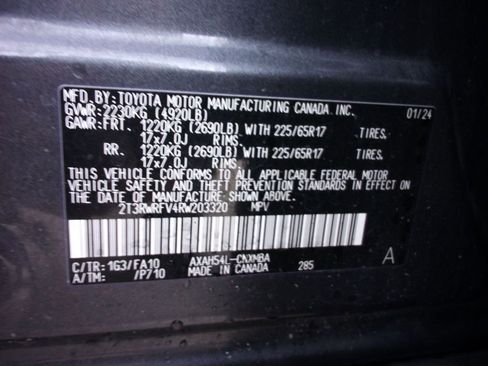 MFD.BY:TOYOTA MOTOR MANUFACTURING CANADA.INC.
GVWR:2230KG (4920LB) 01/24
GAWR:FRT. 1220KG (2690LB) WITH 225/65R17 TIRES,
17x7.0J RIMS,
RR. 1220KG (2690LB) WITH 225/65R17 TIRES,
17x7.0J RIMS.
THIS VEHICLE CONFORMS TO ALL APPLICABLE FEDERAL MOTOR
VEHICLE SAFETY AND THEFT PREVENTION STANDARDS IN EFFECT
ON THE DATE OF MANUFACTURE SHOWN ABOVE.
2T3RWRFV4RW203320 MPV
C/TR: 1G3/FA10 AXAH54L-CNXMBA A
A/TM: /P710 MADE IN CANADA 285